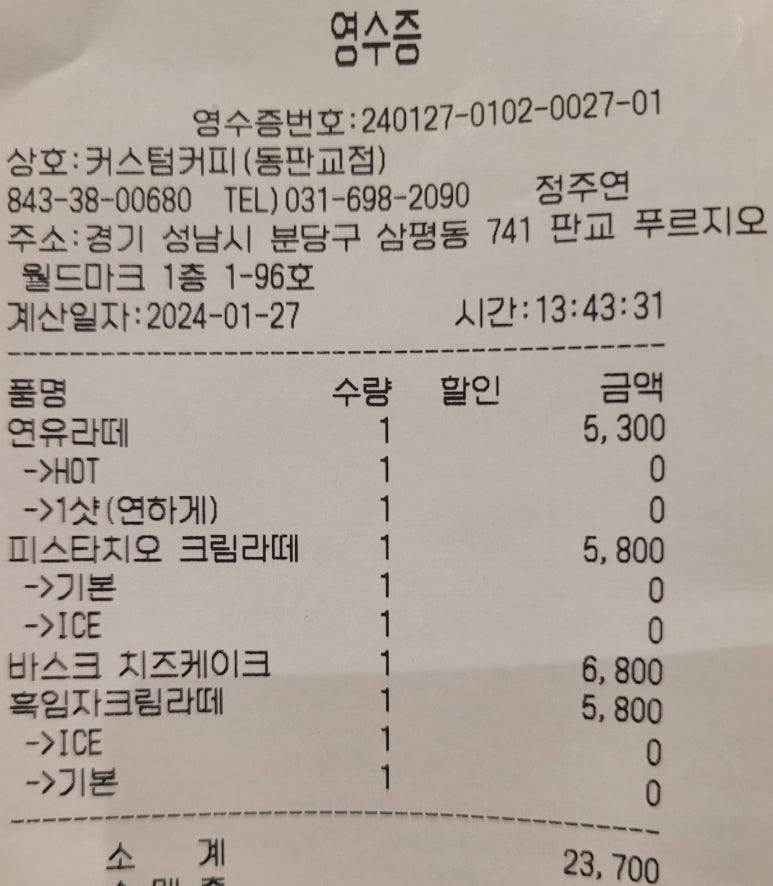 영수증
영수증번호:240127-0102-0027-01
상호:커스텀커피(동판교점)
843-38-00680 TEL)031-698-2090 정주연
주소:경기 성남시 분당구 삼평동 741 판교 푸르지오
월드마크 1층 1-96호
계산일자:2024-01-27 시간:13:43:31
품명 수량 할인 금액
연유라떼 1 5,300
->HOT 1 0
->1샷(연하게) 1 0
피스타치오 크림라떼 1 5,800
->기본 1 0
->ICE 1 0
바스크 치즈케이크 1 6,800
흑임자크림라떼 1 5,800
->ICE 1 0
->기본 1 0
소 계 23,700